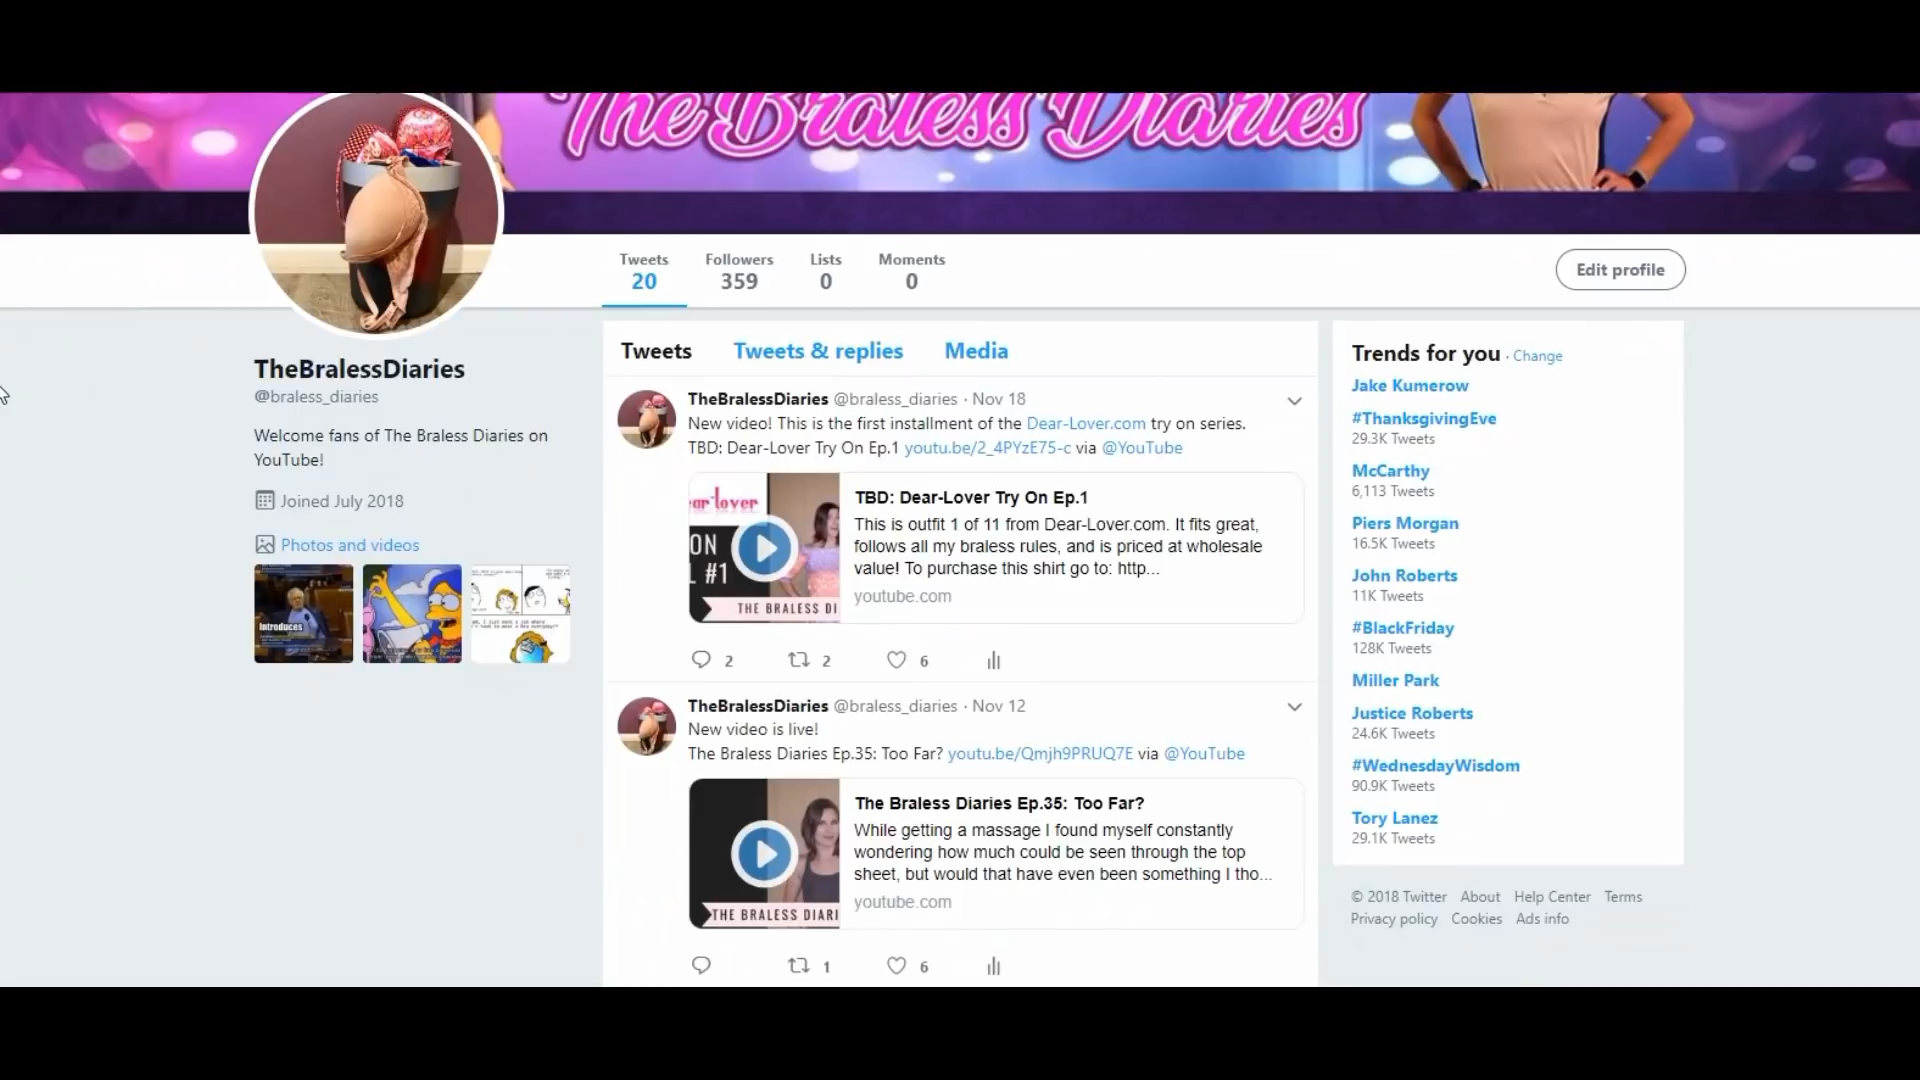 The Braless Diaries
Tweets
20
Followers
359
Lists
0
Moments
0
Edit profile
TheBralessDiaries
@braless_diaries
Welcome fans of The Braless Diaries on
YouTube!
Joined July 2018
Photos and videos
Introduces
Tweets
Tweets & replies
Media
TheBralessDiaries @braless_diaries · Nov 18
New video! This is the first installment of the Dear-Lover.com try on series.
TBD: Dear-Lover Try On Ep.1 youtu.be/2_4PYzE75-c via @YouTube
ear-lover
ON
L #1
THE BRALESS DI
TBD: Dear-Lover Try On Ep.1
This is outfit 1 of 11 from Dear-Lover.com. It fits great,
follows all my braless rules, and is priced at wholesale
value! To purchase this shirt go to: http...
youtube.com
2
2
6
TheBralessDiaries @braless_diaries · Nov 12
New video is live!
The Braless Diaries Ep.35: Too Far? youtu.be/Qmjh9PRUQ7E via @YouTube
THE BRALESS DIARI
The Braless Diaries Ep.35: Too Far?
While getting a massage I found myself constantly
wondering how much could be seen through the top
sheet, but would that have even been something I tho...
youtube.com
1
6
Trends for you · Change
Jake Kumerow
#ThanksgivingEve
29.3K Tweets
McCarthy
6,113 Tweets
Piers Morgan
16.5K Tweets
John Roberts
11K Tweets
#BlackFriday
128K Tweets
Miller Park
Justice Roberts
24.6K Tweets
#WednesdayWisdom
90.9K Tweets
Tory Lanez
29.1K Tweets
© 2018 Twitter About Help Center Terms
Privacy policy Cookies Ads info